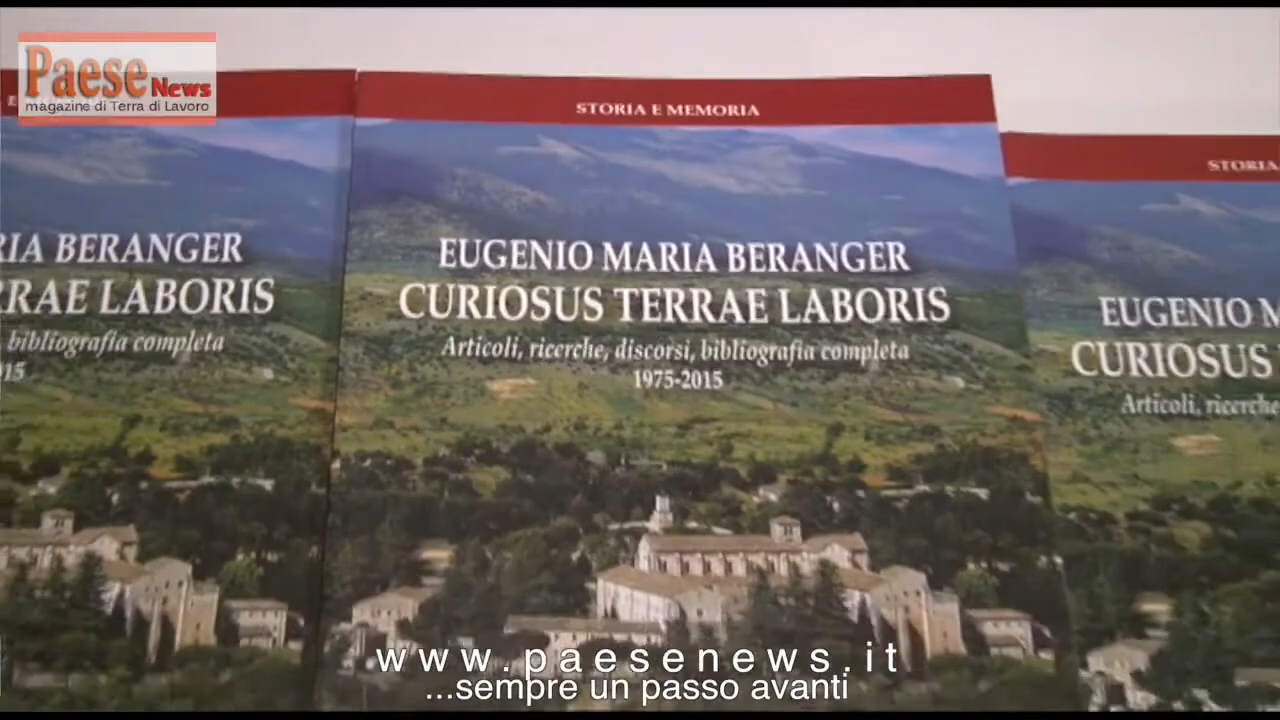 Paese News
magazine di Terra di Lavoro
STORIA E MEMORIA
EUGENIO MARIA BERANGER
CURIOSUS TERRAE LABORIS
Articoli, ricerche, discorsi, bibliografia completa
1975-2015
RIA BERANGER
RRAE LABORIS
, bibliografia completa
015
STORIA
EUGENIO M
CURIOSUS
Articoli, ricerche
www.paesenews.it
...sempre un passo avanti